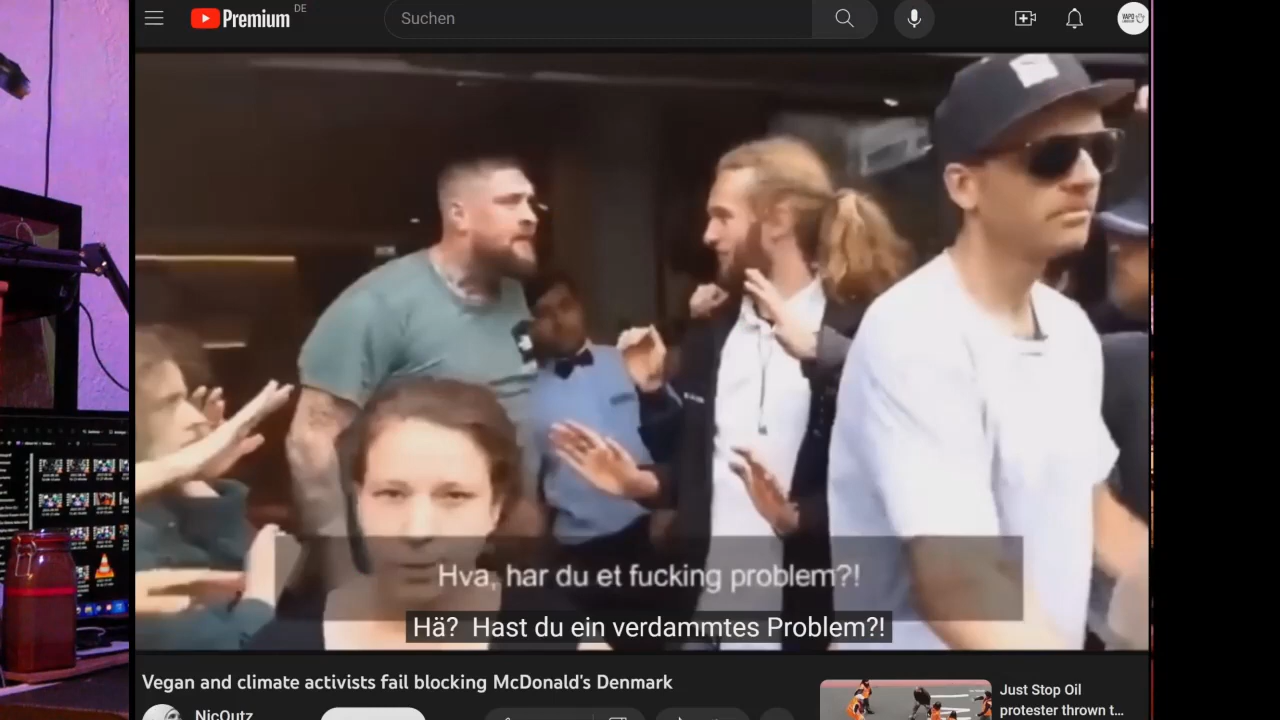 Premium DE
Suchen
Hva, har du et fucking problem?!
Hä? Hast du ein verdammtes Problem?!
Vegan and climate activists fail blocking McDonald's Denmark
NicOutz
Just Stop Oil
protester thrown t...